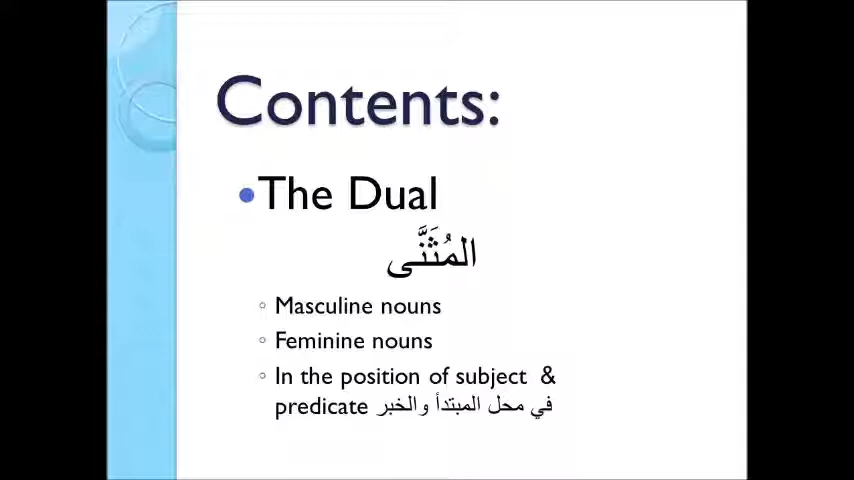 Contents:
The Dual
المُثَنَّى
Masculine nouns
Feminine nouns
In the position of subject &
predicate في محل المبتدأ والخبر